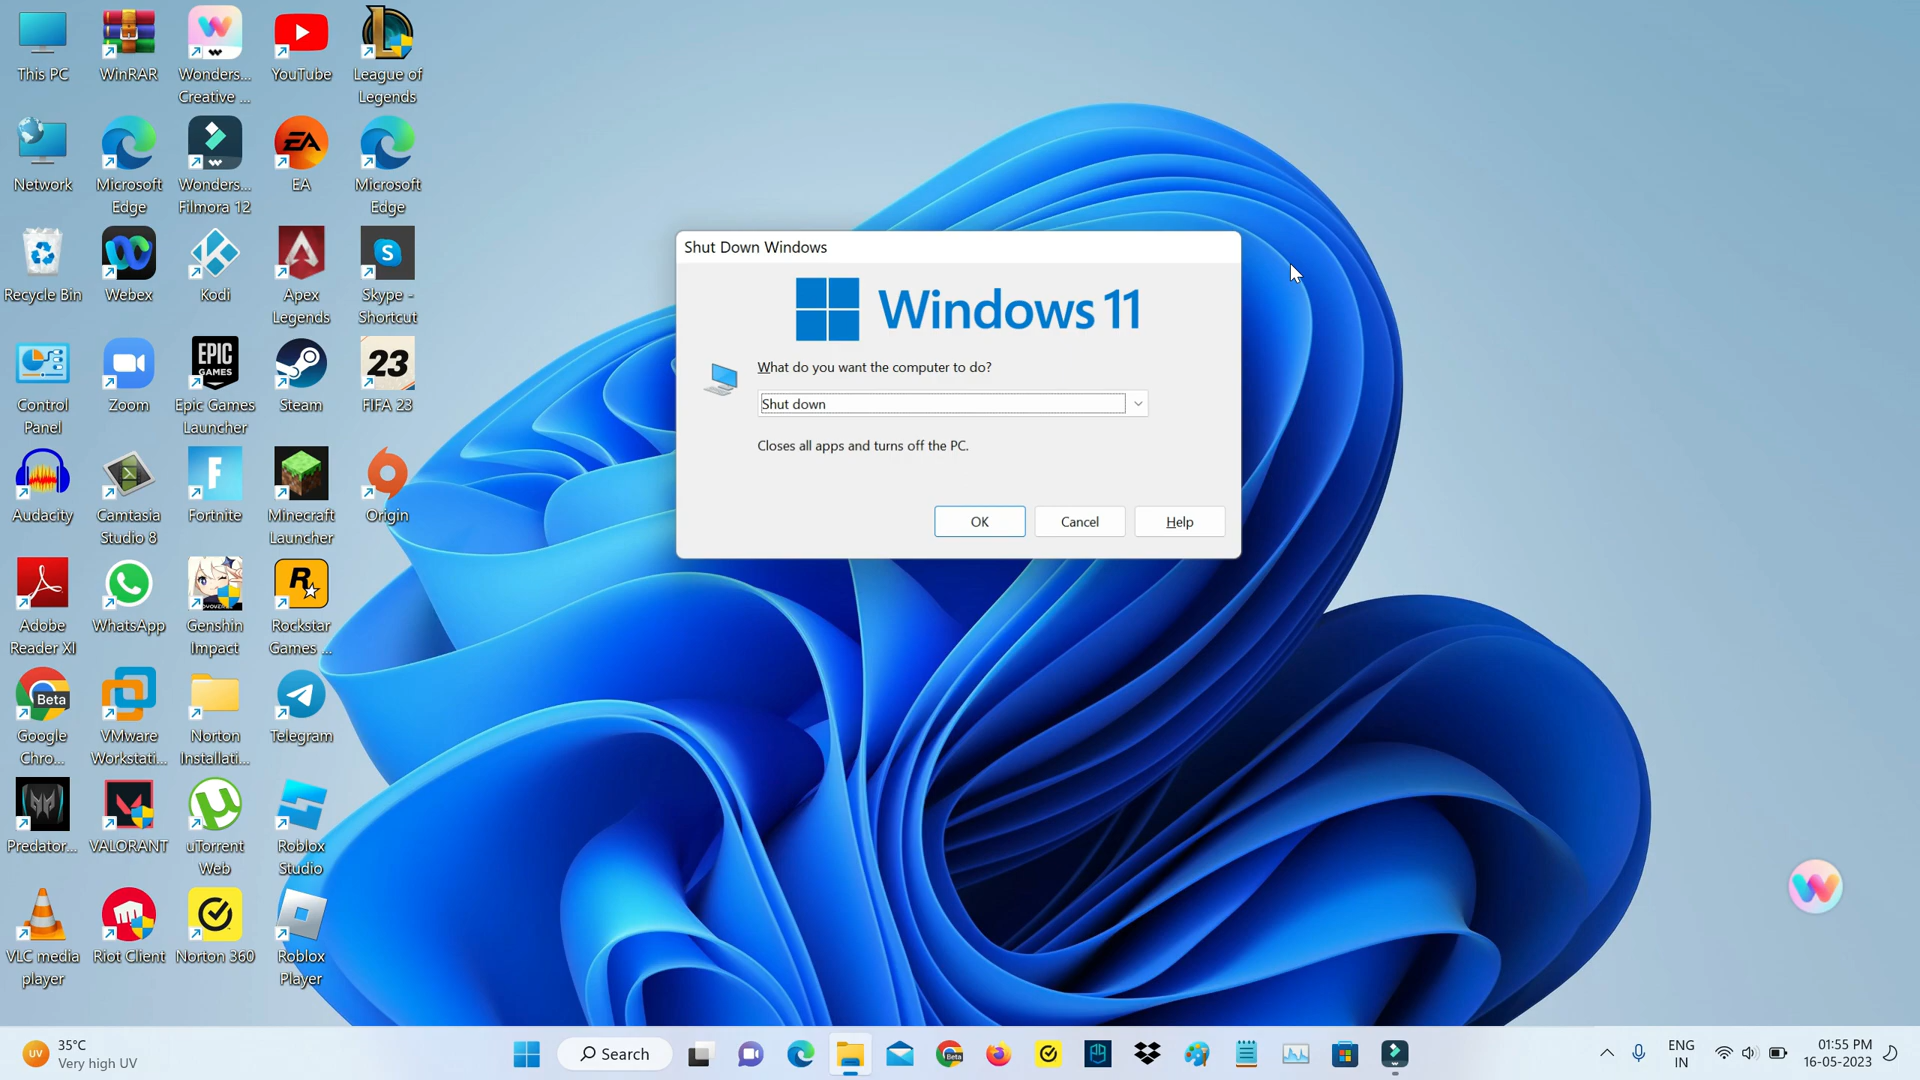 This PC
WinRAR
Wonders...
Creative ...
YouTube
League of
Legends
Network
Microsoft
Edge
Wonders...
Filmora 12
EA
EA
Microsoft
Edge
Recycle Bin
Webex
Kodi
Apex
Legends
Skype -
Shortcut
Control
Panel
Zoom
EPIC
GAMES
Epic Games
Launcher
Steam
23
FIFA 23
Audacity
Camtasia
Studio 8
Fortnite
Minecraft
Launcher
Origin
Adobe
Reader XI
WhatsApp
Genshin
Impact
R
Rockstar
Games ...
Beta
Google
Chro...
VMware
Workstati...
Norton
Installati...
Telegram
Predator...
VALORANT
uTorrent
Web
Roblox
Studio
VLC media
player
Riot Client
Norton 360
Roblox
Player
Shut Down Windows
Windows 11
What do you want the computer to do?
Shut down
Closes all apps and turns off the PC.
OK
Cancel
Help
UV
35°C
Very high UV
Search
Beta
ENG
IN
01:55 PM
16-05-2023